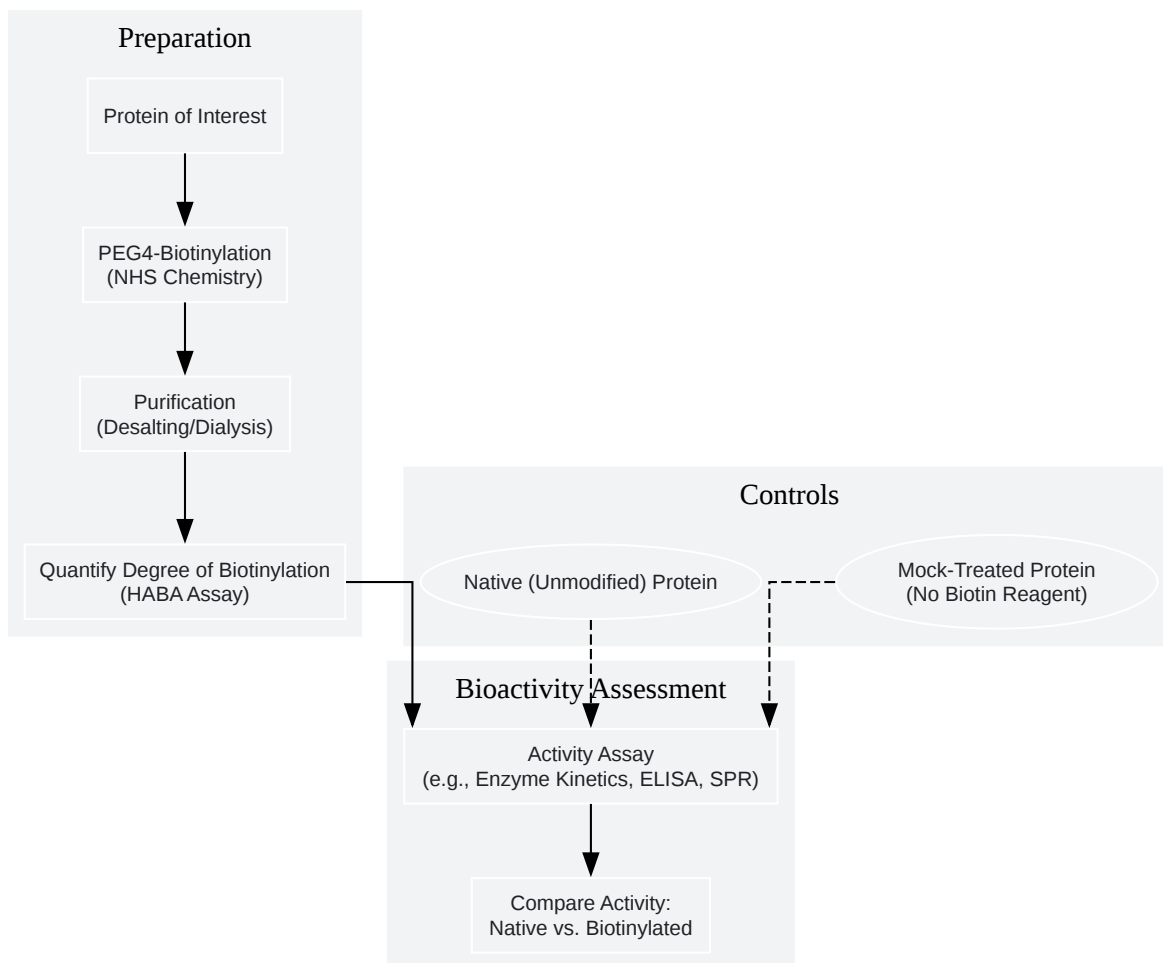 Preparation
Protein of Interest
PEG4-Biotinylation
(NHS Chemistry)
Purification
(Desalting/Dialysis)
Quantify Degree of Biotinylation
(HABA Assay)
Controls
Native (Unmodified) Protein
Mock-Treated Protein
(No Biotin Reagent)
Bioactivity Assessment
Activity Assay
(e.g., Enzyme Kinetics, ELISA, SPR)
Compare Activity:
Native vs. Biotinylated